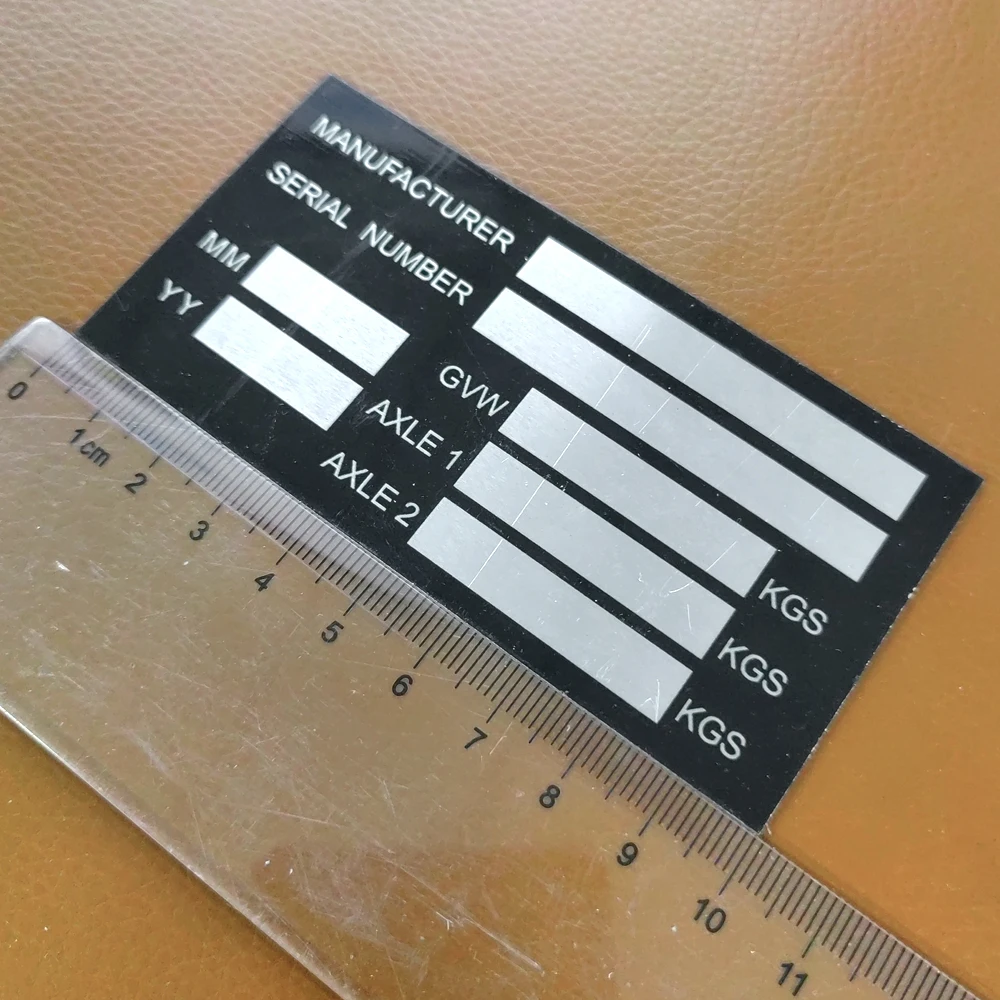 MANUFACTURER
SERIAL NUMBER
MM
YY
GVW KGS
AXLE 1 KGS
AXLE 2 KGS
0 1cm 2 3 4 5 6 7 8 9 10 11